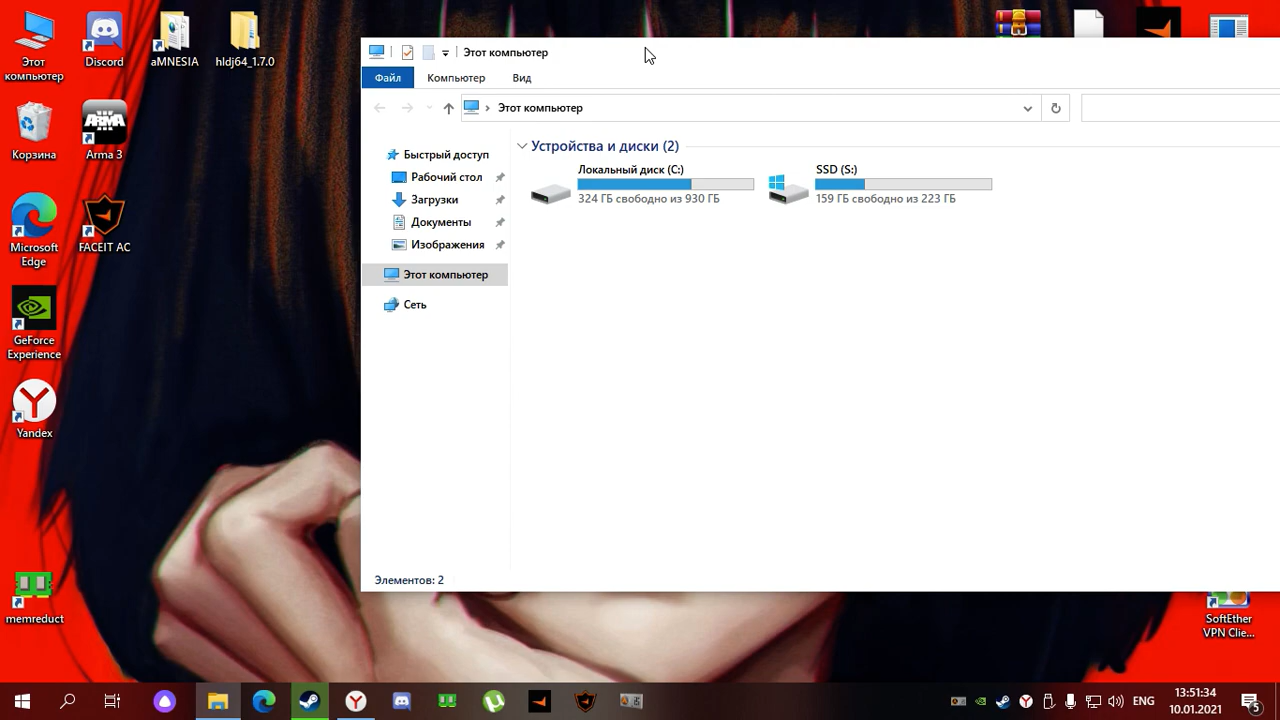 Этот
компьютер
Discord
aMNESIA
hldj64_1.7.0
Корзина
ARMA
Arma 3
Microsoft
Edge
FACEIT AC
GeForce
Experience
Yandex
memreduct
Этот компьютер
Файл
Компьютер
Вид
Этот компьютер
Быстрый доступ
Рабочий стол
Загрузки
Документы
Изображения
Этот компьютер
Сеть
Устройства и диски (2)
Локальный диск (C:)
324 ГБ свободно из 930 ГБ
SSD (S:)
159 ГБ свободно из 223 ГБ
Элементов: 2
SoftEther
VPN Clie...
ENG
13:51:34
10.01.2021
5